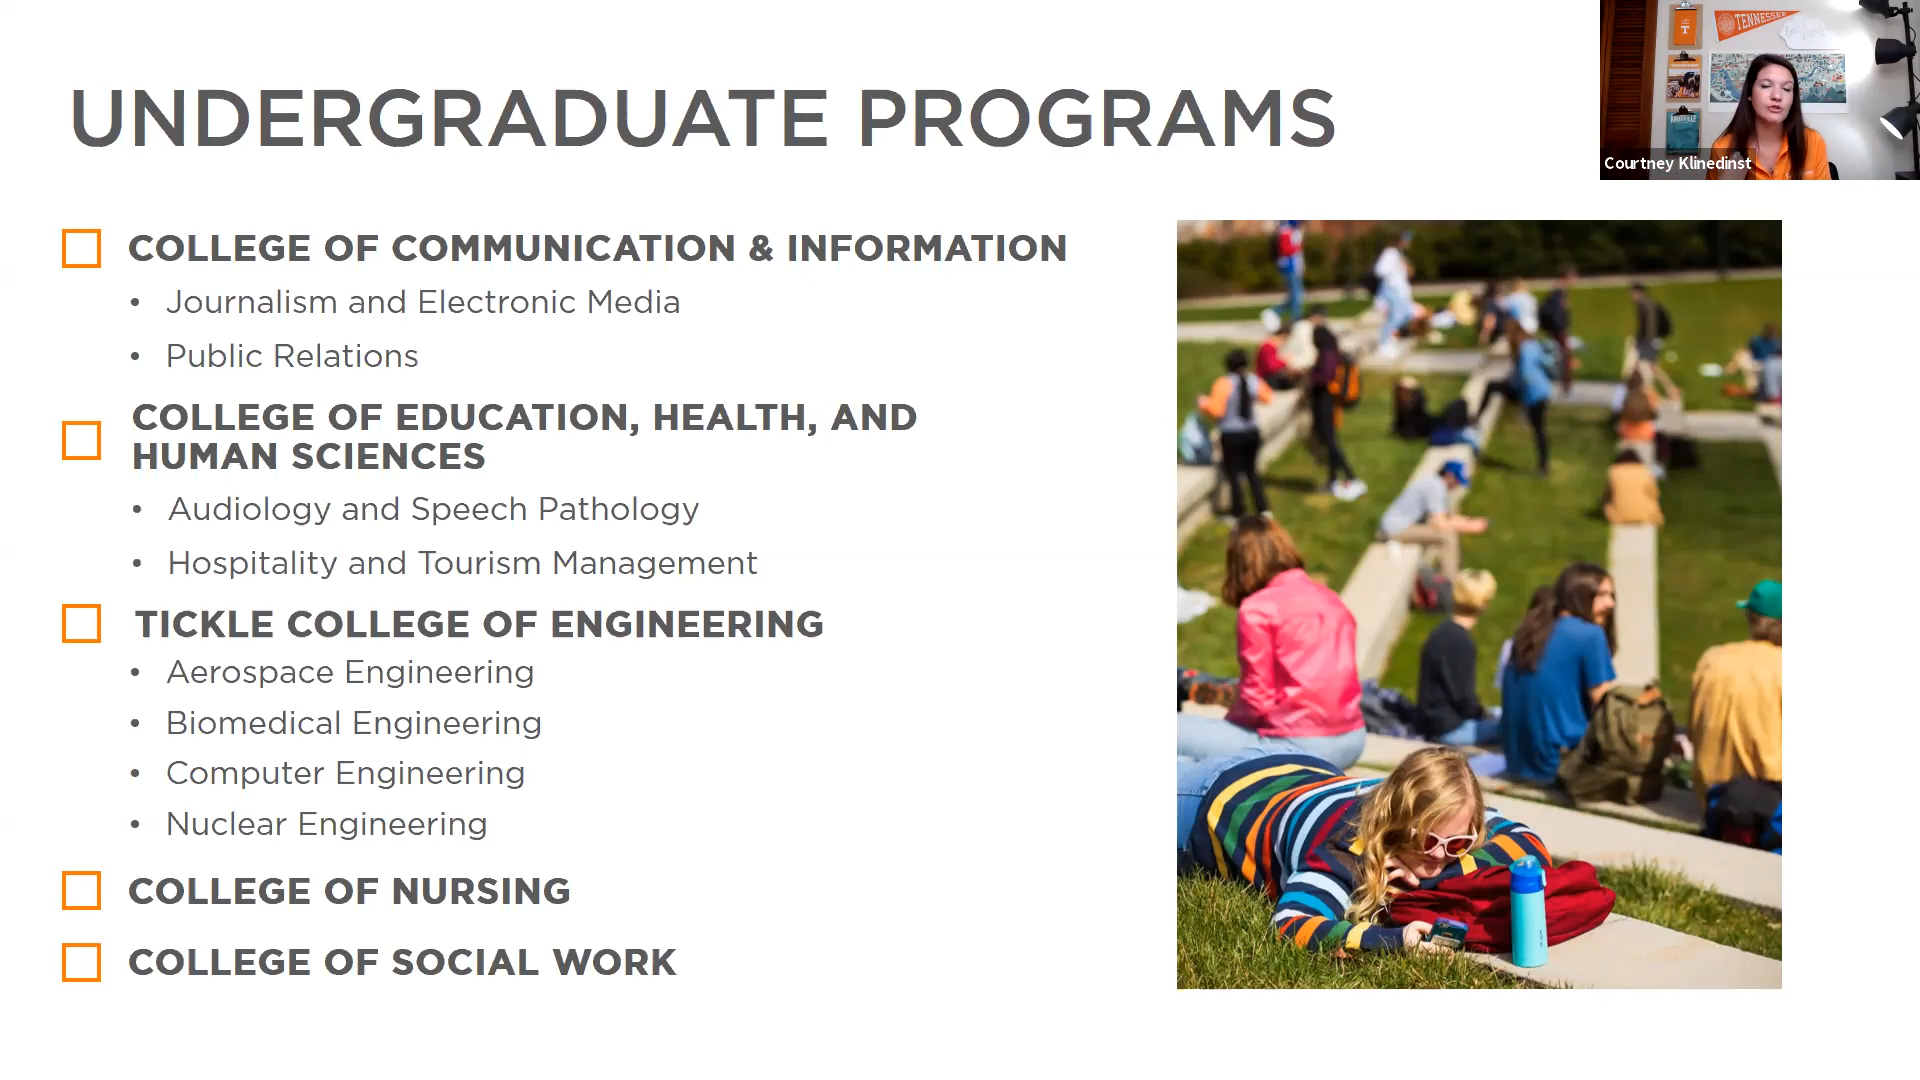 UNDERGRADUATE PROGRAMS
TENNESSEE
T
KNOXVILLE
Courtney Klinedinst
COLLEGE OF COMMUNICATION & INFORMATION
• Journalism and Electronic Media
• Public Relations
COLLEGE OF EDUCATION, HEALTH, AND
HUMAN SCIENCES
• Audiology and Speech Pathology
• Hospitality and Tourism Management
TICKLE COLLEGE OF ENGINEERING
• Aerospace Engineering
• Biomedical Engineering
• Computer Engineering
• Nuclear Engineering
COLLEGE OF NURSING
COLLEGE OF SOCIAL WORK